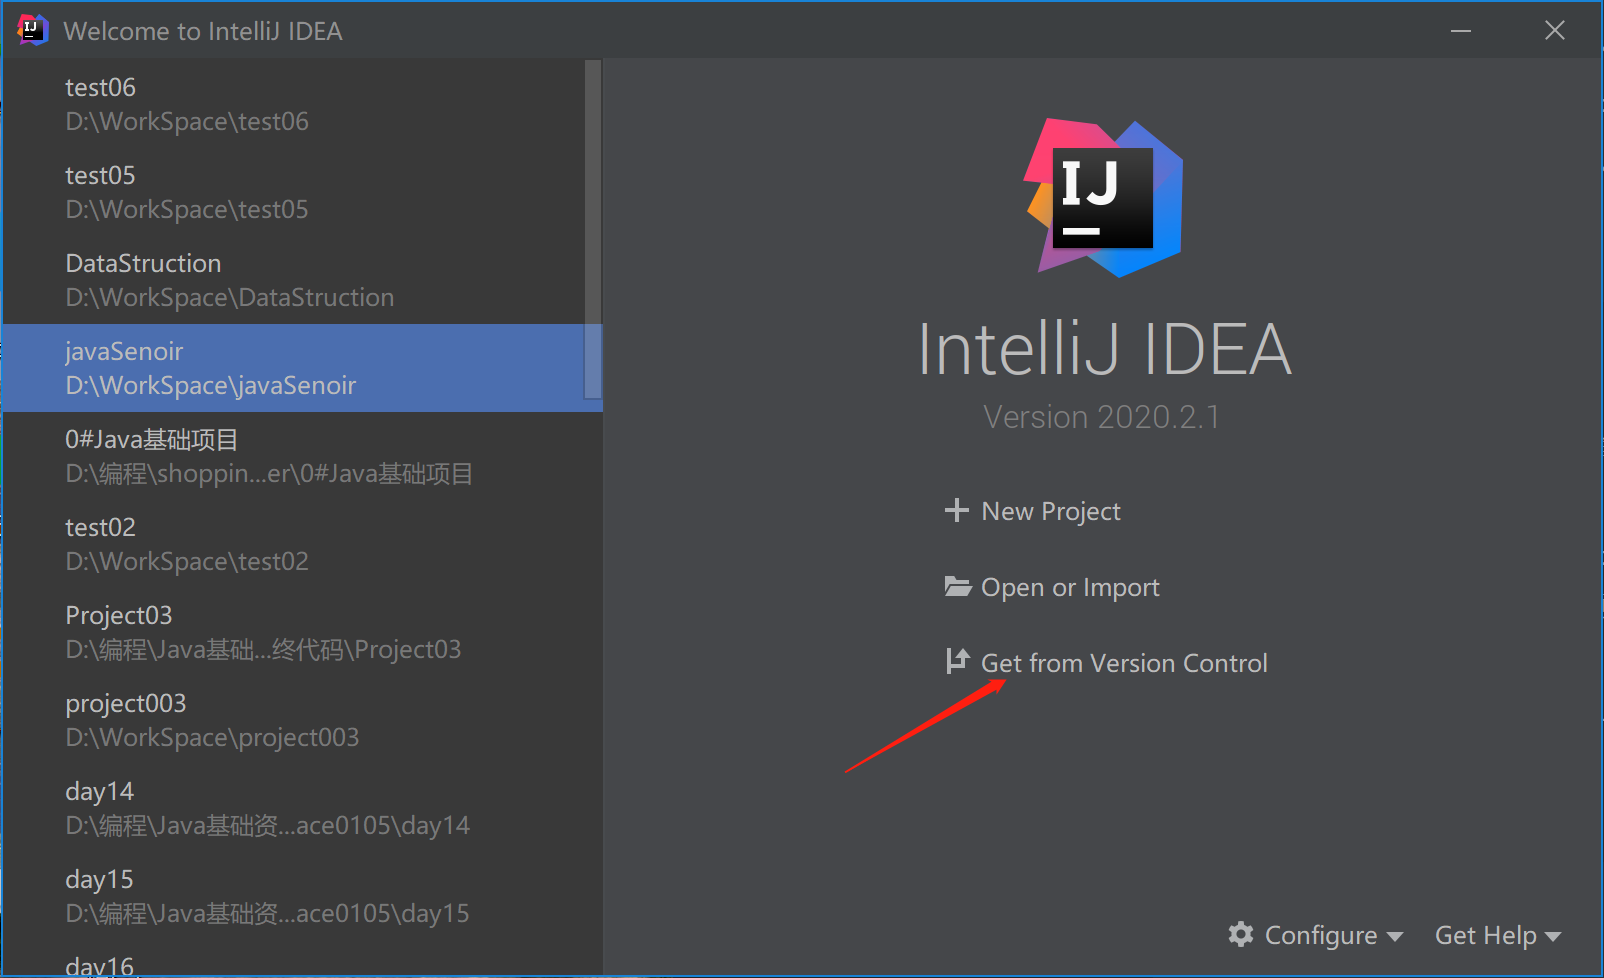 IJ
Welcome to IntelliJ IDEA
test06
D:\WorkSpace\test06
test05
D:\WorkSpace\test05
DataStruction
D:\WorkSpace\DataStruction
javaSenoir
D:\WorkSpace\javaSenoir
0#Java基础项目
D:\编程\shoppin...er\0#Java基础项目
test02
D:\WorkSpace\test02
Project03
D:\编程\Java基础...终代码\Project03
project003
D:\WorkSpace\project003
day14
D:\编程\Java基础资...ace0105\day14
day15
D:\编程\Java基础资...ace0105\day15
day16
IJ
IntelliJ IDEA
Version 2020.2.1
New Project
Open or Import
Get from Version Control
Configure
Get Help